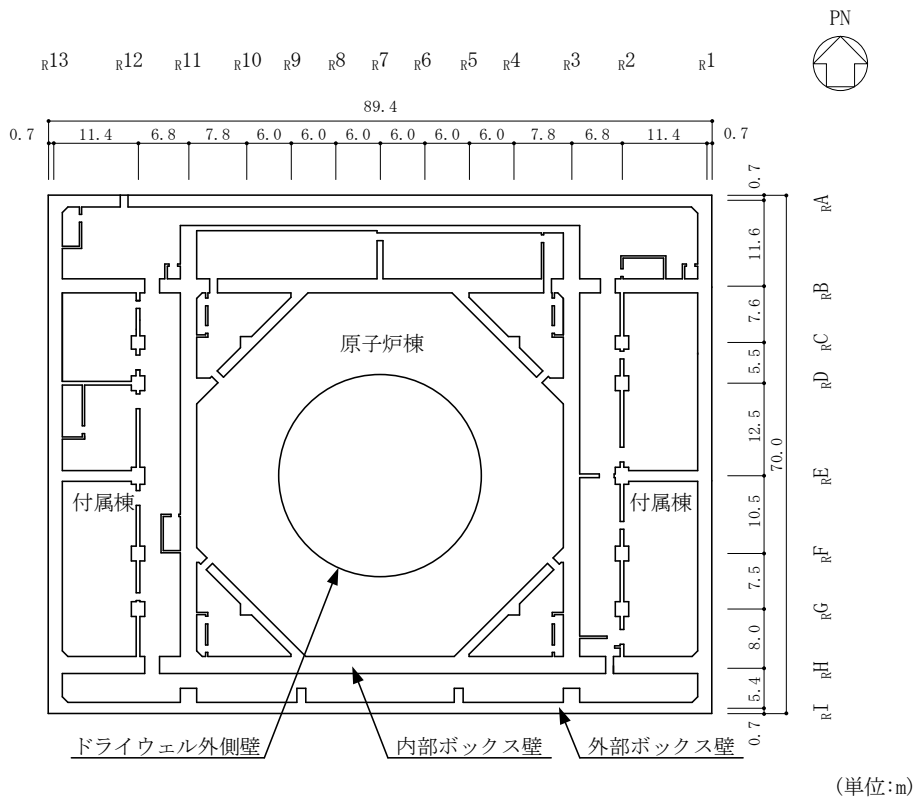 PN
R13 R12 R11 R10 R9 R8 R7 R6 R5 R4 R3 R2 R1
89.4
0.7 11.4 6.8 7.8 6.0 6.0 6.0 6.0 6.0 6.0 7.8 6.8 11.4 0.7
0.7
RA
11.6
RB
7.6
RC
5.5
RD
12.5
70.0
RE
10.5
RF
7.5
RG
8.0
RH
5.4
RI
0.7
原子炉棟
付属棟
付属棟
ドライウェル外側壁
内部ボックス壁
外部ボックス壁
(単位:m)